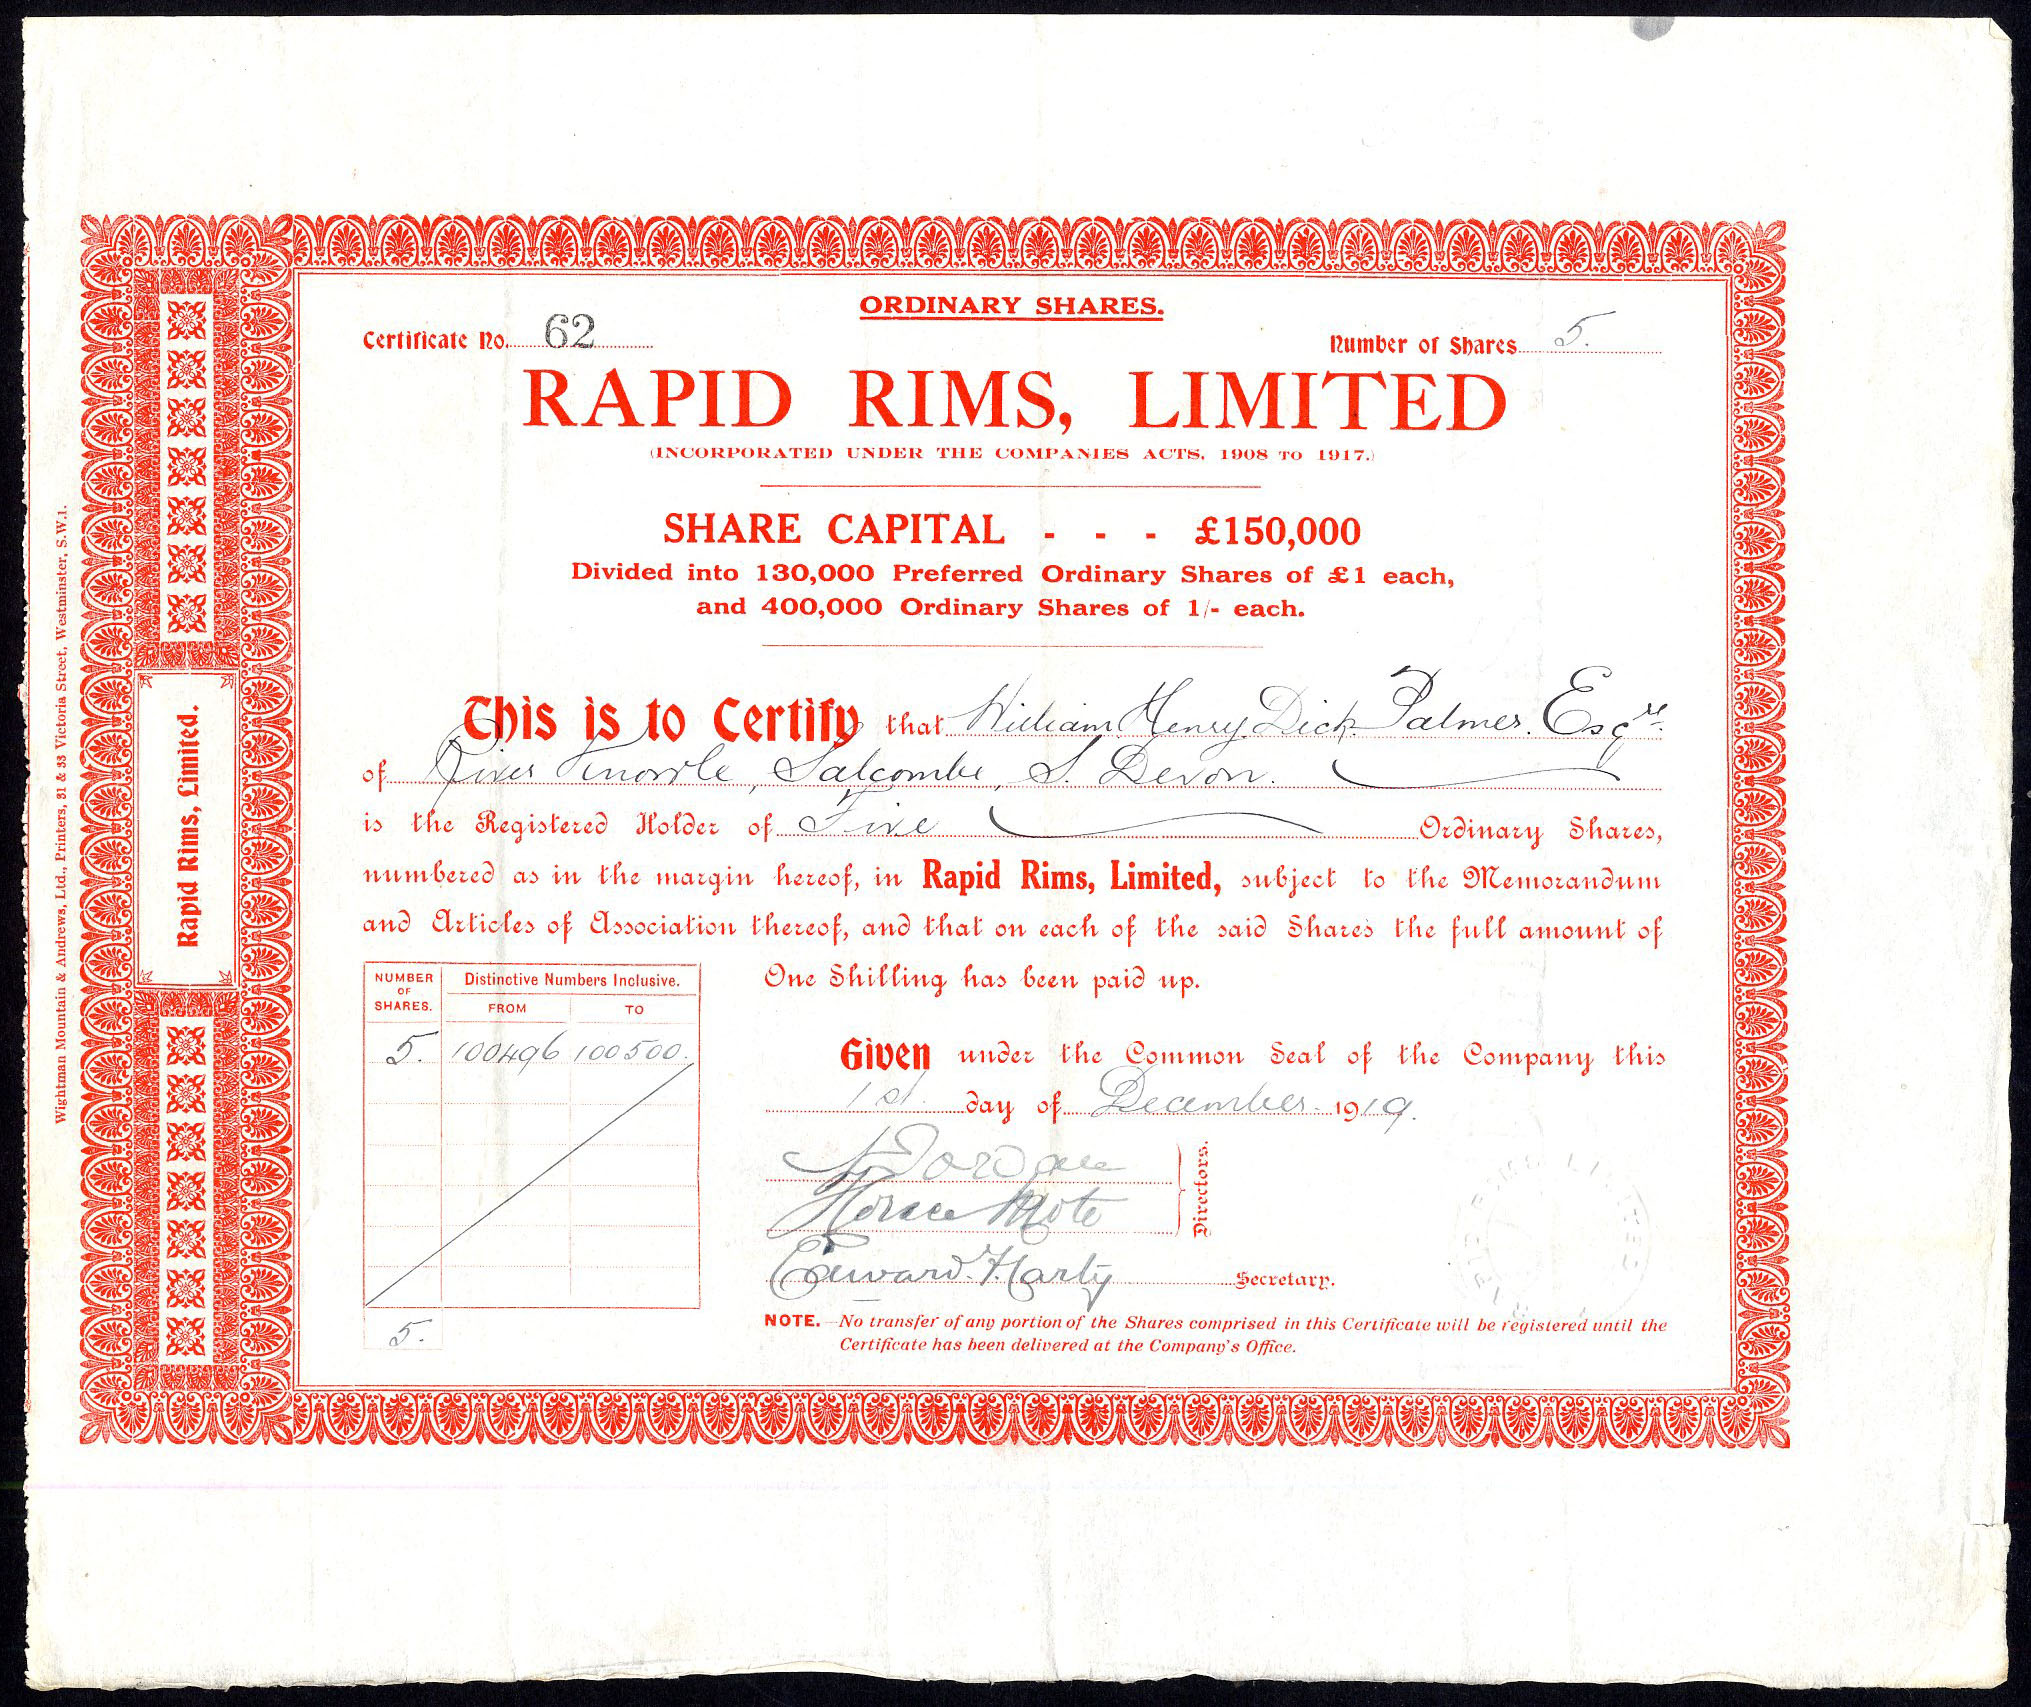 ORDINARY SHARES.
Certificate No. 62
Number of Shares 5.
RAPID RIMS, LIMITED
(INCORPORATED UNDER THE COMPANIES ACTS, 1908 TO 1917.)
SHARE CAPITAL - - - £150,000
Divided into 130,000 Preferred Ordinary Shares of £1 each,
and 400,000 Ordinary Shares of 1/- each.
This is to Certify that William Henry Dick Palmer. Esqre.
of River Knowle, Salcombe, S. Devon.
is the Registered Holder of Five Ordinary Shares,
numbered as in the margin hereof, in Rapid Rims, Limited, subject to the Memorandum
and Articles of Association thereof, and that on each of the said Shares the full amount of
One Shilling has been paid up.
NUMBER OF SHARES. Distinctive Numbers Inclusive.
FROM TO
5. 100496 100500.
5.
Given under the Common Seal of the Company this
1st day of December 1919.
Directors.
Horace Mote
Edward Harty Secretary.
NOTE.—No transfer of any portion of the Shares comprised in this Certificate will be registered until the
Certificate has been delivered at the Company's Office.
Rapid Rims, Limited.
Wightman Mountain & Andrews, Ltd., Printers, 31 & 33 Victoria Street, Westminster, S.W.1.